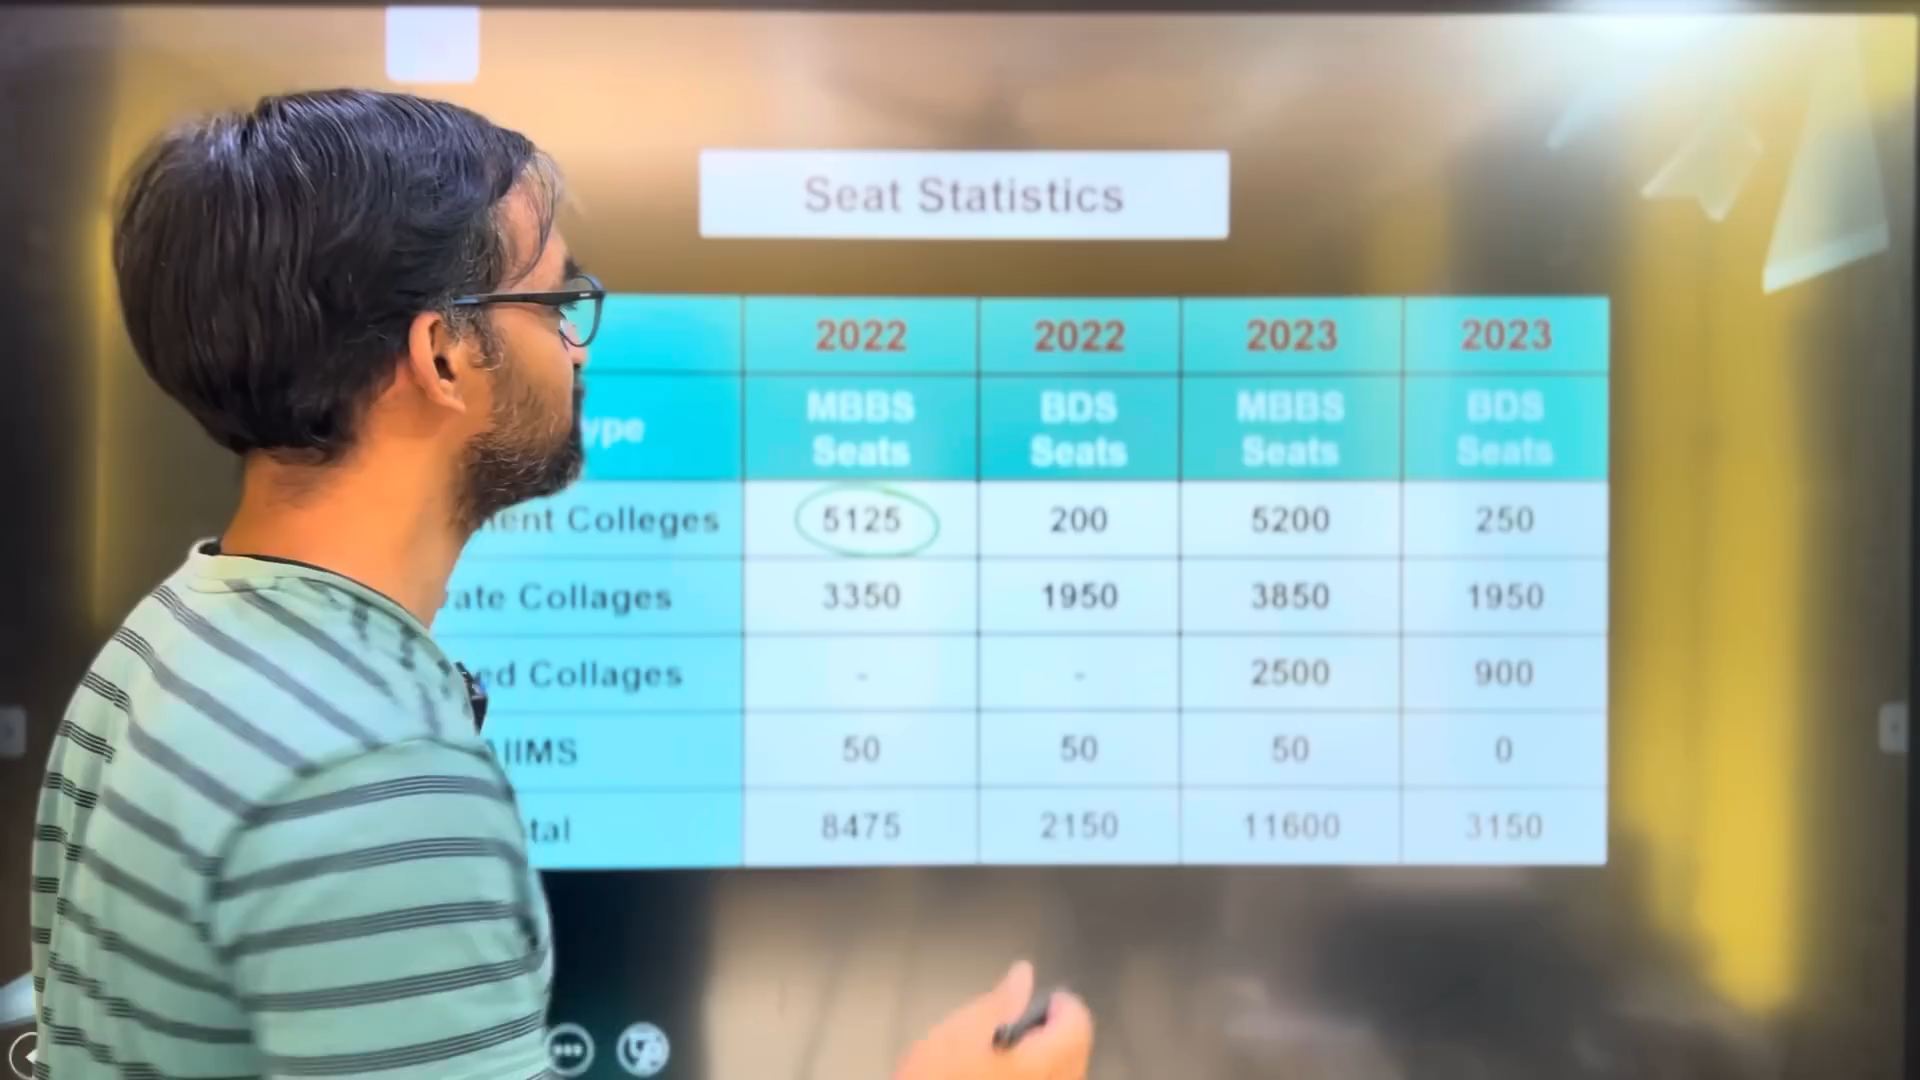 Seat Statistics
2022 2022 2023 2023
ype MBBS Seats BDS Seats MBBS Seats BDS Seats
ent Colleges 5125 200 5200 250
ate Collages 3350 1950 3850 1950
ed Collages - - 2500 900
IIMS 50 50 50 0
tal 8475 2150 11600 3150